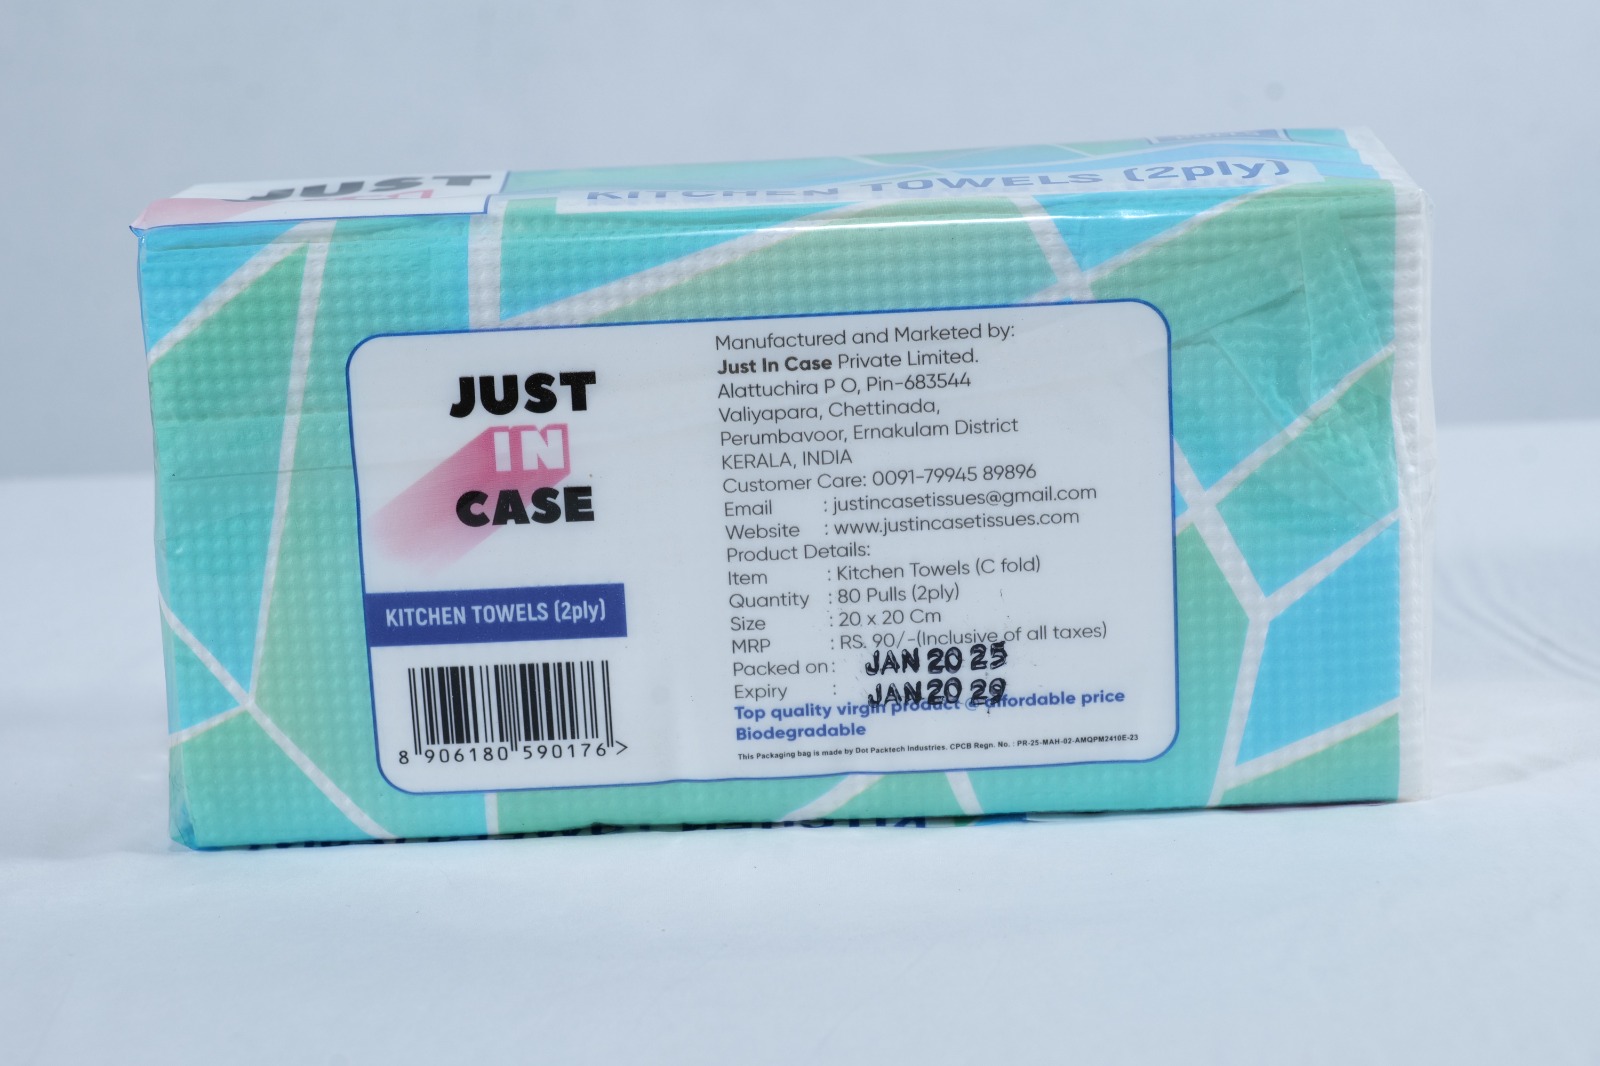 JUST
KITCHEN TOWELS (2ply)
JUST
IN
CASE
KITCHEN TOWELS (2ply)
8 906180 590176 >
Manufactured and Marketed by:
Just In Case Private Limited.
Alattuchira P O, Pin-683544
Valiyapara, Chettinada,
Perumbavoor, Ernakulam District
KERALA, INDIA
Customer Care: 0091-79945 89896
Email : justincasetissues@gmail.com
Website : www.justincasetissues.com
Product Details:
Item : Kitchen Towels (C fold)
Quantity : 80 Pulls (2ply)
Size : 20 x 20 Cm
MRP : RS. 90/-(Inclusive of all taxes)
Packed on : JAN 20 25
Expiry : JAN 20 29
Top quality virgin product @ affordable price
Biodegradable
This Packaging bag is made by Dot Packtech Industries. CPCB Regn. No. : PR-25-MAH-02-AMQPM2410E-23